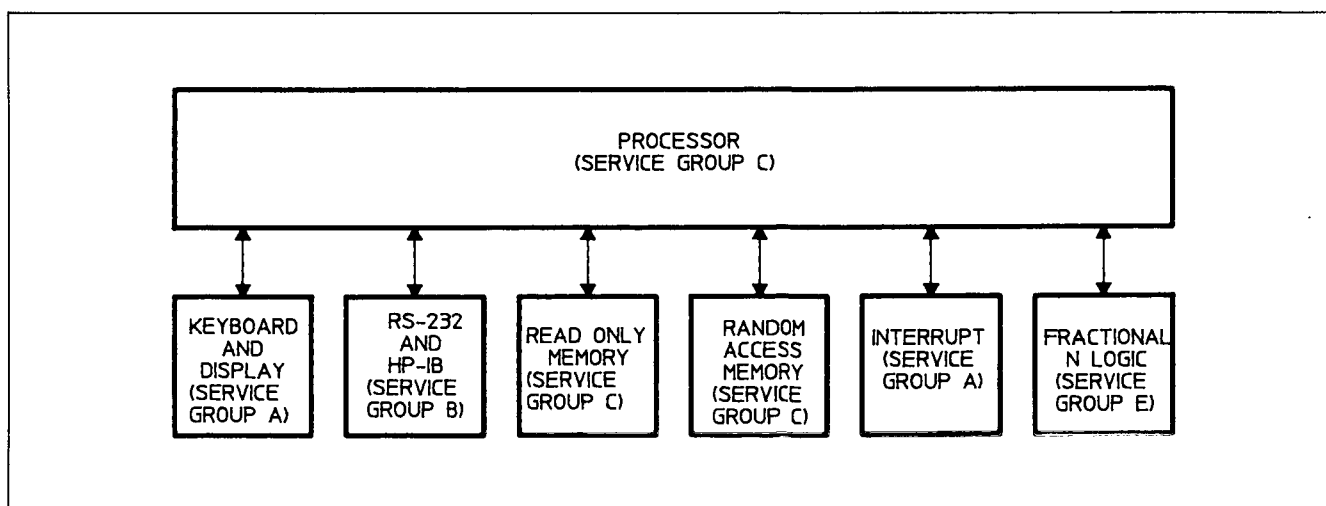 PROCESSOR
(SERVICE GROUP C)
KEYBOARD
AND
DISPLAY
(SERVICE
GROUP A)
RS-232
AND
HP-IB
(SERVICE
GROUP B)
READ ONLY
MEMORY
(SERVICE
GROUP C)
RANDOM
ACCESS
MEMORY
(SERVICE
GROUP C)
INTERRUPT
(SERVICE
GROUP A)
FRACTIONAL
N LOGIC
(SERVICE
GROUP E)